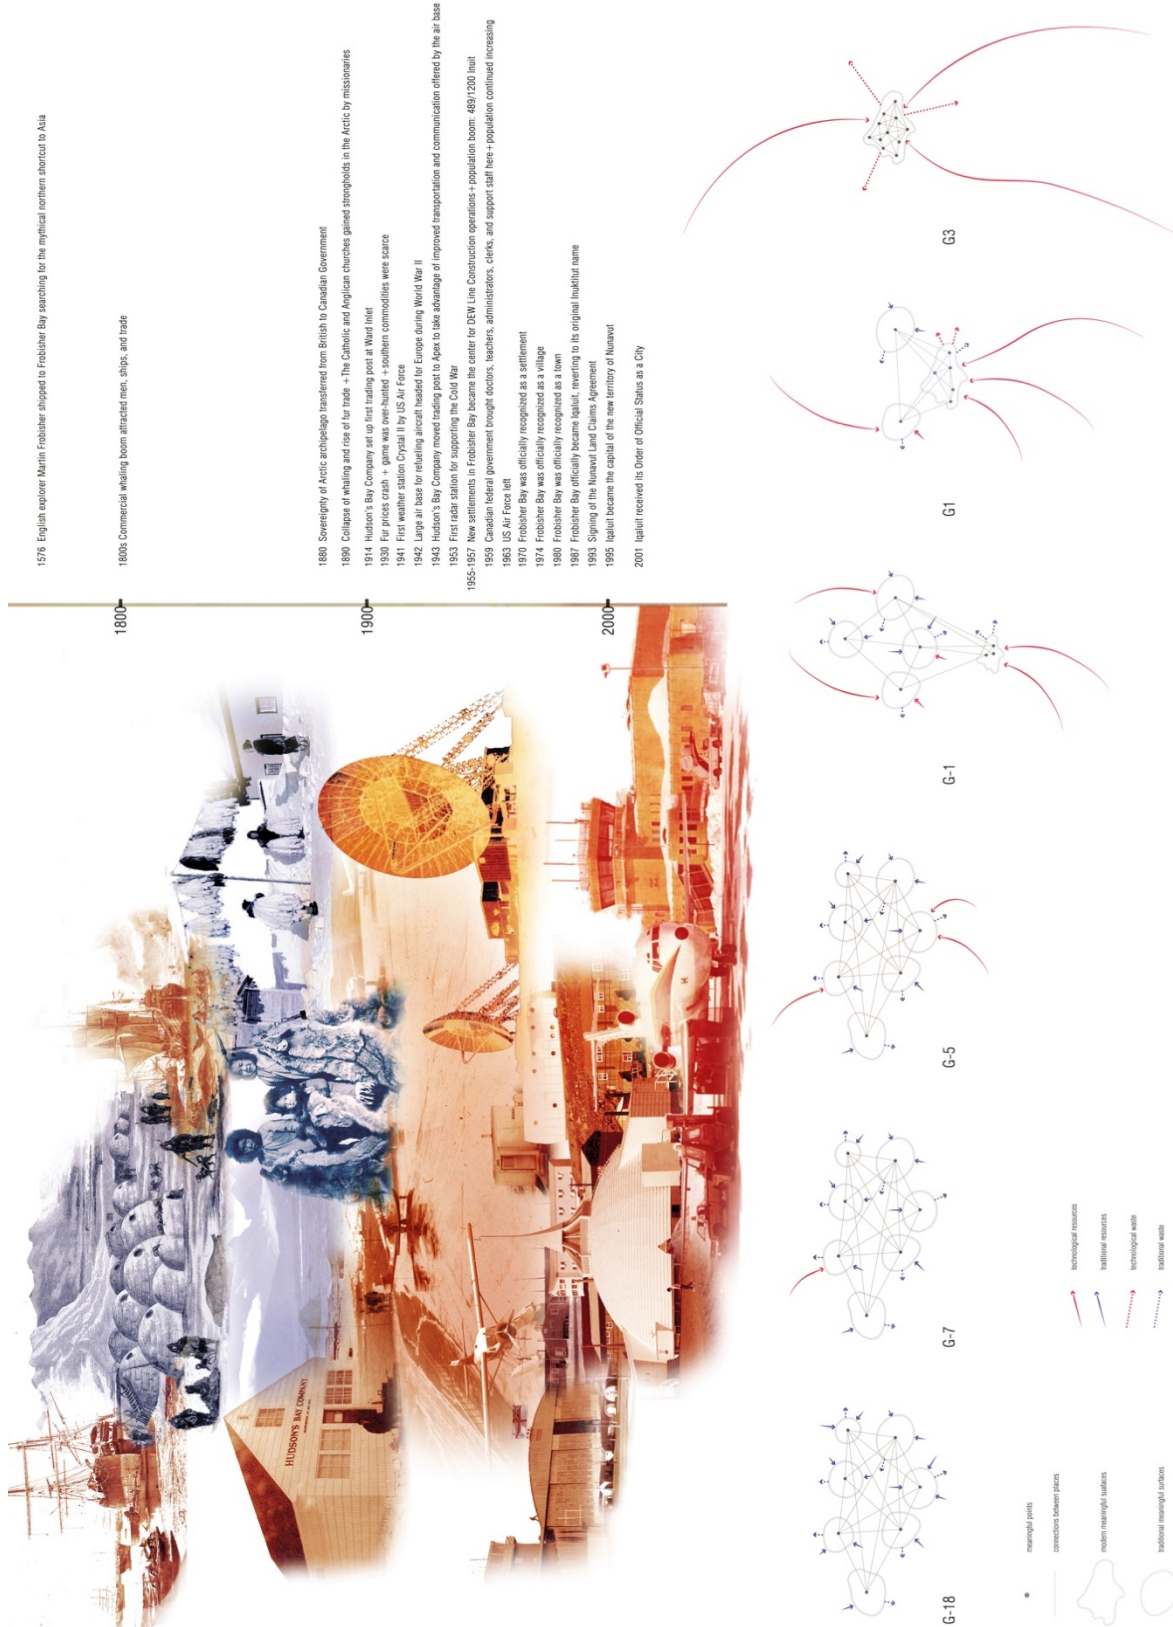 1576 English explorer Martin Frobisher shipped to Frobisher Bay searching for the mythical northern shortcut to Asia
1800s Commercial whaling boom attracted men, ships, and trade
1880 Sovereignty of Arctic archipelago transferred from British to Canadian Government
1890 Collapse of whaling and rise of fur trade +The Catholic and Anglican churches gained strongholds in the Arctic by missionaries
1914 Hudson's Bay Company set up first trading post at Ward Inlet
1930 Fur prices crash + game was over-hunted +southern commodities were scarce
1941 First weather station Crystal II by US Air Force
1942 Large air base for refueling aircraft headed for Europe during World War II
1943 Hudson's Bay Company moved trading post to Apex to take advantage of improved transportation and communication offered by the air base
1953 First radar station for supporting the Cold War
1955-1957 New settlements in Frobisher Bay became the center for DEW Line Construction operations+population boom: 489/1200 Inuit
1959 Canadian federal government brought doctors, teachers, administrators, clerks, and support staff here+population continued increasing
1963 US Air Force left
1970 Frobisher Bay was officially recognized as a settlement
1974 Frobisher Bay was officially recognized as a village
1980 Frobisher Bay was officially recognized as a town
1987 Frobisher Bay officially became Iqaluit, reverting to its original Inuktitut name
1993 Signing of the Nunavut Land Claims Agreement
1995 Iqaluit became the capital of the new territory of Nunavut
2001 Iqaluit received its Order of Official Status as a City
1800
1900
2000
HUDSON'S BAY COMPANY
G-18
G-7
G-5
G-1
G1
G3
meaningful points
connections between places
modern meaningful suafaces
traditional meaningful surfaces
technological resources
traditional resources
technological waste
traditional waste